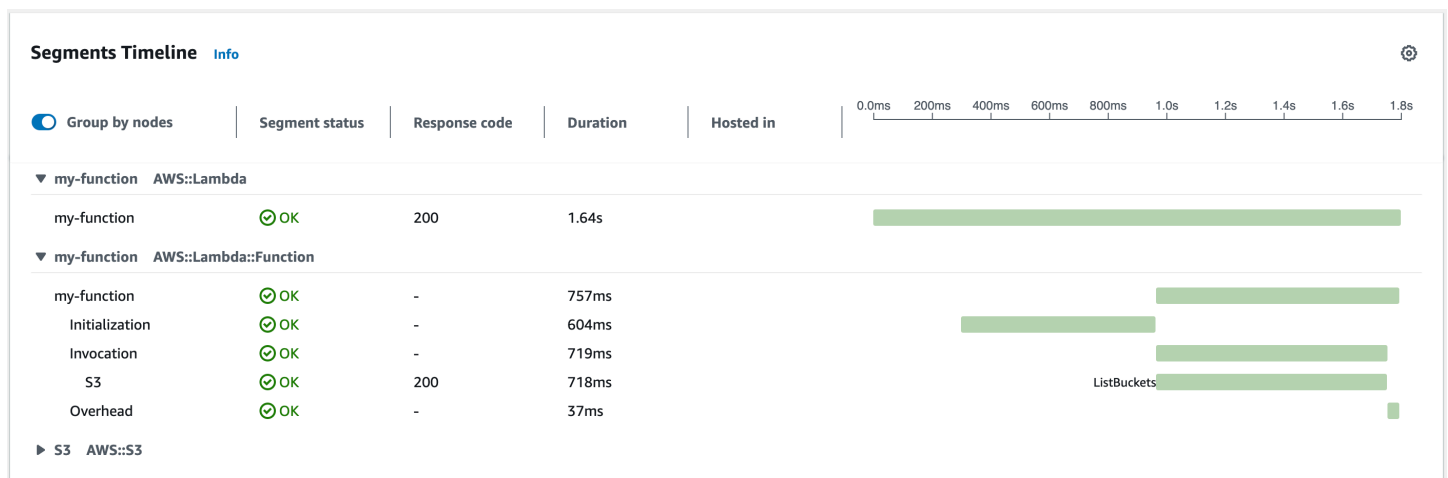 Segments Timeline Info
0.0ms 200ms 400ms 600ms 800ms 1.0s 1.2s 1.4s 1.6s 1.8s
Group by nodes Segment status Response code Duration Hosted in
my-function AWS::Lambda
my-function OK 200 1.64s
my-function AWS::Lambda::Function
my-function OK - 757ms
Initialization OK - 604ms
Invocation OK - 719ms
S3 OK 200 718ms ListBuckets
Overhead OK - 37ms
S3 AWS::S3